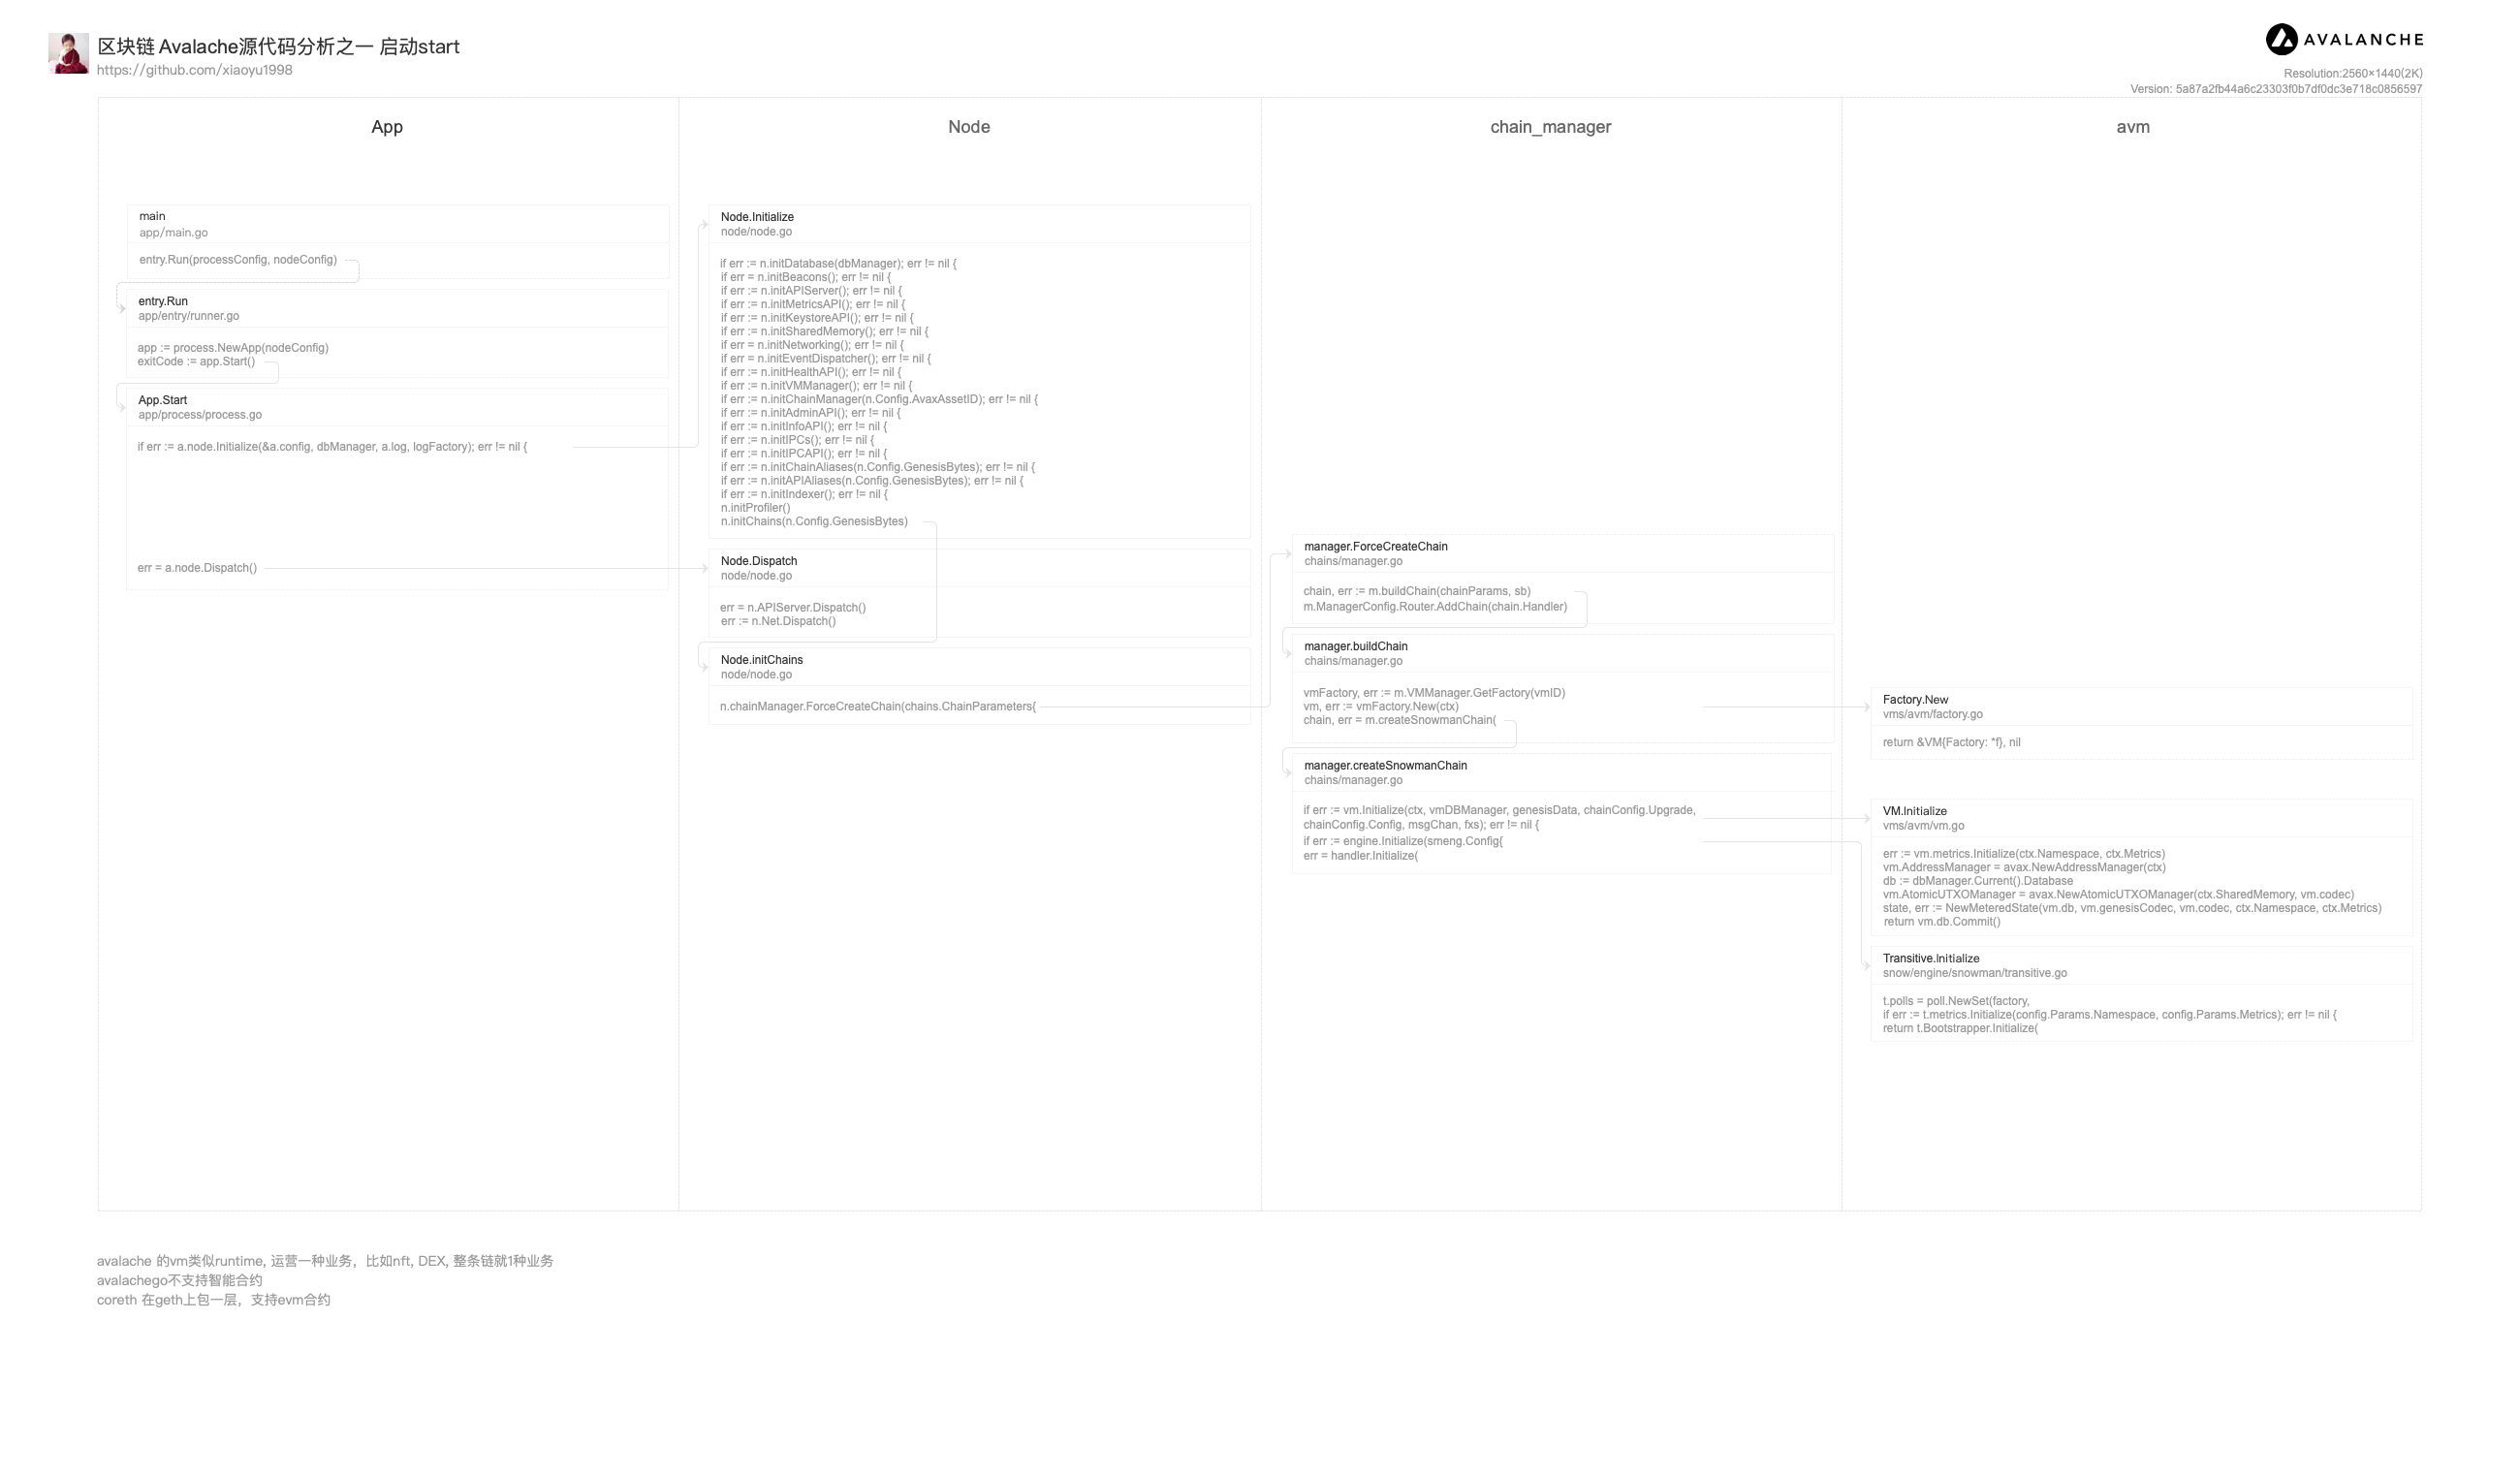 区块链 Avalache源代码分析之一 启动start
https://github.com/xiaoyu1998
AVALANCHE
Resolution:2560×1440(2K)
Version: 5a87a2fb44a6c23303f0b7df0dc3e718c0856597
App
main
app/main.go
entry.Run(processConfig, nodeConfig)
entry.Run
app/entry/runner.go
app := process.NewApp(nodeConfig)
exitCode := app.Start()
App.Start
app/process/process.go
if err := a.node.Initialize(&a.config, dbManager, a.log, logFactory); err != nil {
err = a.node.Dispatch()
Node
Node.Initialize
node/node.go
if err := n.initDatabase(dbManager); err != nil {
if err = n.initBeacons(); err != nil {
if err := n.initAPIServer(); err != nil {
if err := n.initMetricsAPI(); err != nil {
if err := n.initKeystoreAPI(); err != nil {
if err := n.initSharedMemory(); err != nil {
if err = n.initNetworking(); err != nil {
if err = n.initEventDispatcher(); err != nil {
if err := n.initHealthAPI(); err != nil {
if err := n.initVMManager(); err != nil {
if err := n.initChainManager(n.Config.AvaxAssetID); err != nil {
if err := n.initAdminAPI(); err != nil {
if err := n.initInfoAPI(); err != nil {
if err := n.initIPCs(); err != nil {
if err := n.initIPCAPI(); err != nil {
if err := n.initChainAliases(n.Config.GenesisBytes); err != nil {
if err := n.initAPIAliases(n.Config.GenesisBytes); err != nil {
if err := n.initIndexer(); err != nil {
n.initProfiler()
n.initChains(n.Config.GenesisBytes)
Node.Dispatch
node/node.go
err = n.APIServer.Dispatch()
err := n.Net.Dispatch()
Node.initChains
node/node.go
n.chainManager.ForceCreateChain(chains.ChainParameters{
chain_manager
manager.ForceCreateChain
chains/manager.go
chain, err := m.buildChain(chainParams, sb)
m.ManagerConfig.Router.AddChain(chain.Handler)
manager.buildChain
chains/manager.go
vmFactory, err := m.VMManager.GetFactory(vmID)
vm, err := vmFactory.New(ctx)
chain, err = m.createSnowmanChain(
manager.createSnowmanChain
chains/manager.go
if err := vm.Initialize(ctx, vmDBManager, genesisData, chainConfig.Upgrade,
chainConfig.Config, msgChan, fxs); err != nil {
if err := engine.Initialize(smeng.Config{
err = handler.Initialize(
avm
Factory.New
vms/avm/factory.go
return &VM{Factory: *f}, nil
VM.Initialize
vms/avm/vm.go
err := vm.metrics.Initialize(ctx.Namespace, ctx.Metrics)
vm.AddressManager = avax.NewAddressManager(ctx)
db := dbManager.Current().Database
vm.AtomicUTXOManager = avax.NewAtomicUTXOManager(ctx.SharedMemory, vm.codec)
state, err := NewMeteredState(vm.db, vm.genesisCodec, vm.codec, ctx.Namespace, ctx.Metrics)
return vm.db.Commit()
Transitive.Initialize
snow/engine/snowman/transitive.go
t.polls = poll.NewSet(factory,
if err := t.metrics.Initialize(config.Params.Namespace, config.Params.Metrics); err != nil {
return t.Bootstrapper.Initialize(
avalache 的vm类似runtime, 运营一种业务，比如nft, DEX, 整条链就1种业务
avalachego不支持智能合约
coreth 在geth上包一层，支持evm合约